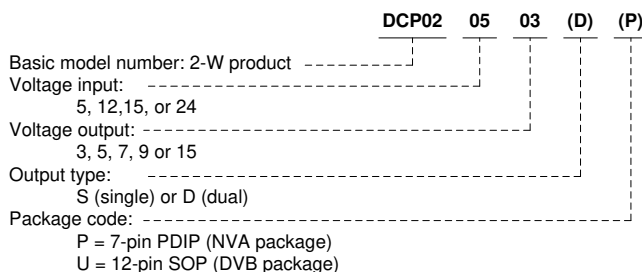 DCP02 05 03 (D) (P)
Basic model number: 2-W product
Voltage input:
5, 12,15, or 24
Voltage output:
3, 5, 7, 9 or 15
Output type:
S (single) or D (dual)
Package code:
P = 7-pin PDIP (NVA package)
U = 12-pin SOP (DVB package)